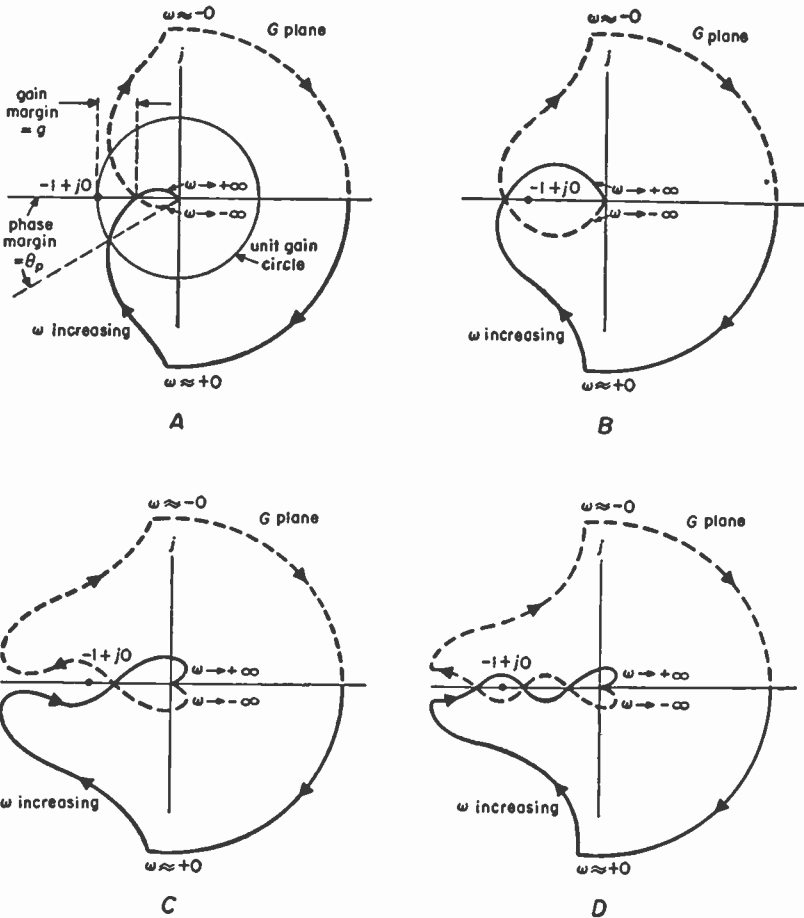 ω≈-0
G plane
j
gain
margin
= g
-1+j0
ω→+∞
ω→-∞
phase
margin
=θp
unit gain
circle
ω increasing
ω≈+0
A
ω≈-0
G plane
j
-1+j0
ω→+∞
ω→-∞
ω increasing
ω≈+0
B
ω≈-0
G plane
j
-1+j0
ω→+∞
ω→-∞
ω increasing
ω≈+0
C
ω≈-0
G plane
j
-1+j0
ω→+∞
ω→-∞
ω increasing
ω≈+0
D